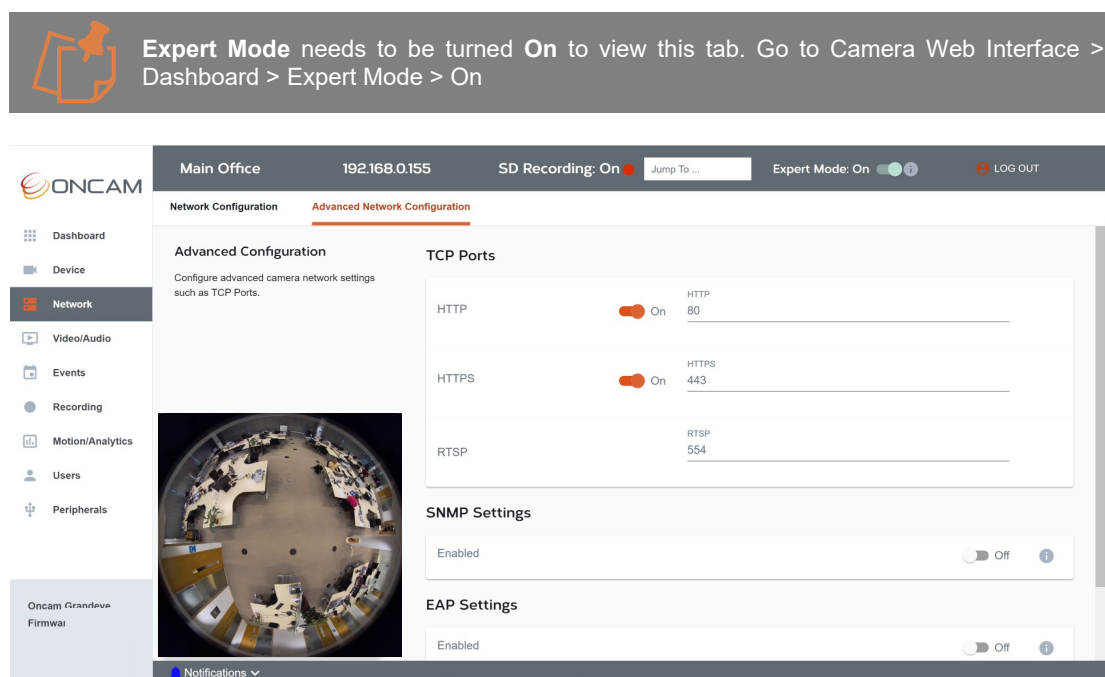 Expert Mode needs to be turned On to view this tab. Go to Camera Web Interface >
Dashboard > Expert Mode > On
ONCAM
Main Office
192.168.0.155
SD Recording: On
Jump To ...
Expert Mode: On
LOG OUT
Network Configuration
Advanced Network Configuration
Dashboard
Device
Network
Video/Audio
Events
Recording
Motion/Analytics
Users
Peripherals
Oncam Grandeye
Advanced Configuration
Configure advanced camera network settings
such as TCP Ports.
TCP Ports
HTTP
On
HTTP
80
HTTPS
On
HTTPS
443
RTSP
RTSP
554
SNMP Settings
Enabled
Off
EAP Settings
Enabled
Off
Notifications